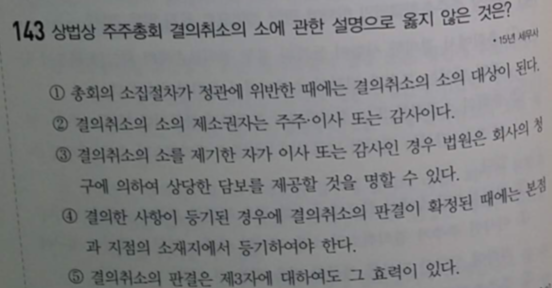 143 상법상 주주총회 결의취소의 소에 관한 설명으로 옳지 않은 것은?
• 15년 세무사
① 총회의 소집절차가 정관에 위반한 때에는 결의취소의 소의 대상이 된다.
② 결의취소의 소의 제소권자는 주주·이사 또는 감사이다.
③ 결의취소의 소를 제기한 자가 이사 또는 감사인 경우 법원은 회사의 청
구에 의하여 상당한 담보를 제공할 것을 명할 수 있다.
④ 결의한 사항이 등기된 경우에 결의취소의 판결이 확정된 때에는 본점
과 지점의 소재지에서 등기하여야 한다.
⑤ 결의취소의 판결은 제3자에 대하여도 그 효력이 있다.